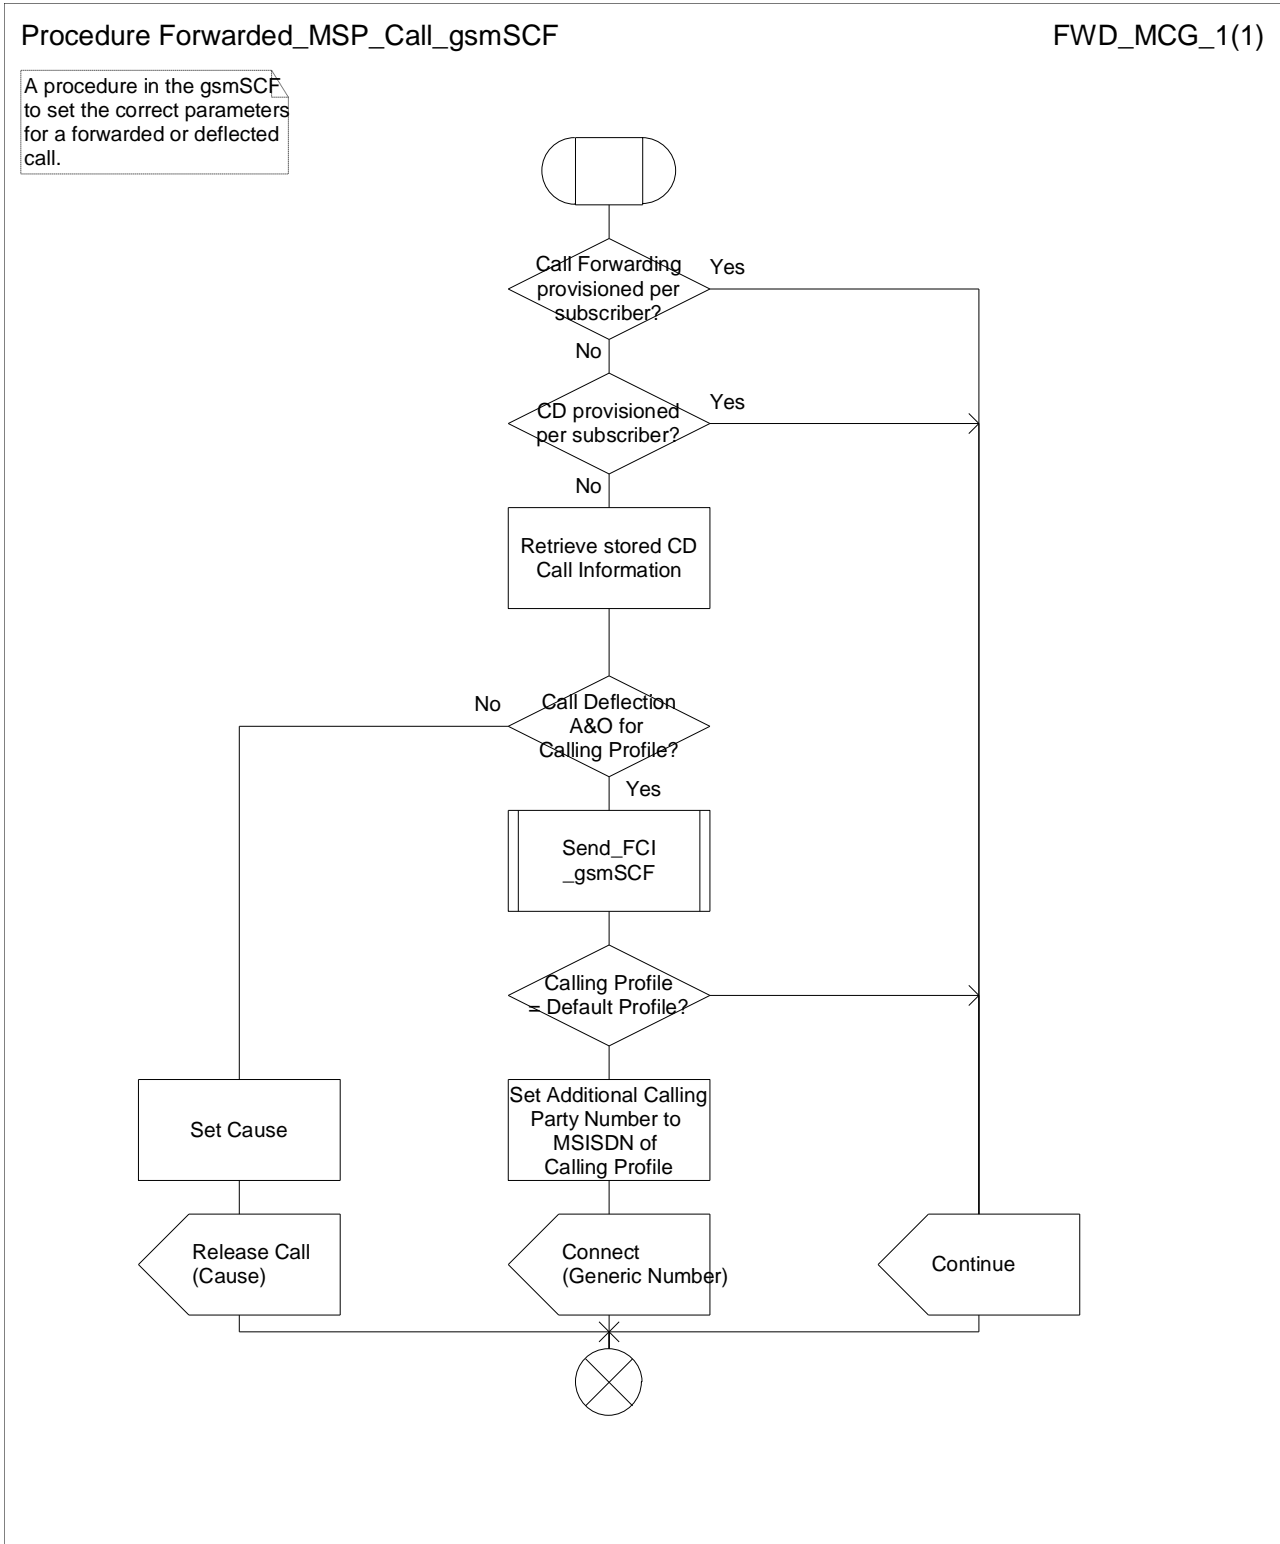 Procedure Forwarded_MSP_Call_gsmSCF
FWD_MCG_1(1)
A procedure in the gsmSCF
to set the correct parameters
for a forwarded or deflected
call.
Call Forwarding
provisioned per
subscriber?
Yes
No
CD provisioned
per subscriber?
Yes
No
Retrieve stored CD
Call Information
Call Deflection
A&O for
Calling Profile?
No
Yes
Send_FCI
_gsmSCF
Calling Profile
= Default Profile?
Set Cause
Set Additional Calling
Party Number to
MSISDN of
Calling Profile
Release Call
(Cause)
Connect
(Generic Number)
Continue